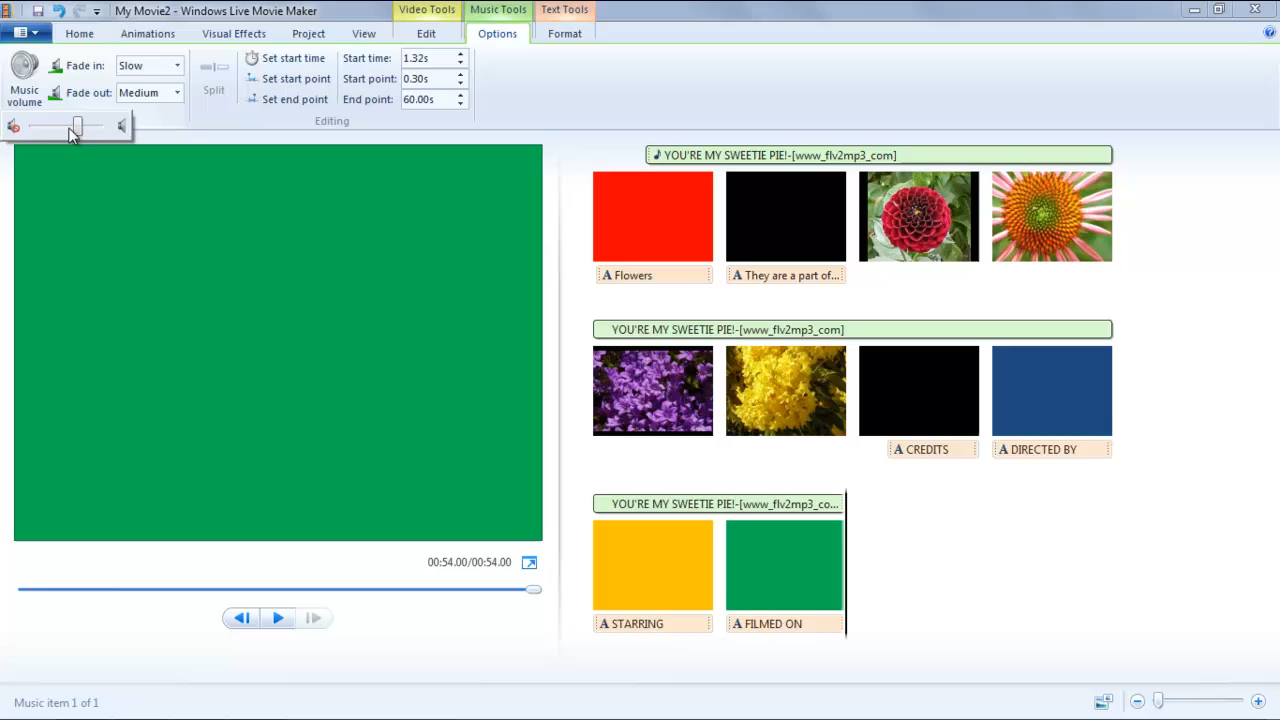 My Movie2 - Windows Live Movie Maker
Video Tools
Music Tools
Text Tools
Home
Animations
Visual Effects
Project
View
Edit
Options
Format
Music volume
Fade in: Slow
Fade out: Medium
Split
Set start time
Set start point
Set end point
Start time: 1.32s
Start point: 0.30s
End point: 60.00s
Editing
YOU'RE MY SWEETIE PIE!-[www_flv2mp3_com]
A Flowers
A They are a part of...
YOU'RE MY SWEETIE PIE!-[www_flv2mp3_com]
A CREDITS
A DIRECTED BY
YOU'RE MY SWEETIE PIE!-[www_flv2mp3_co...
A STARRING
A FILMED ON
00:54.00/00:54.00
Music item 1 of 1